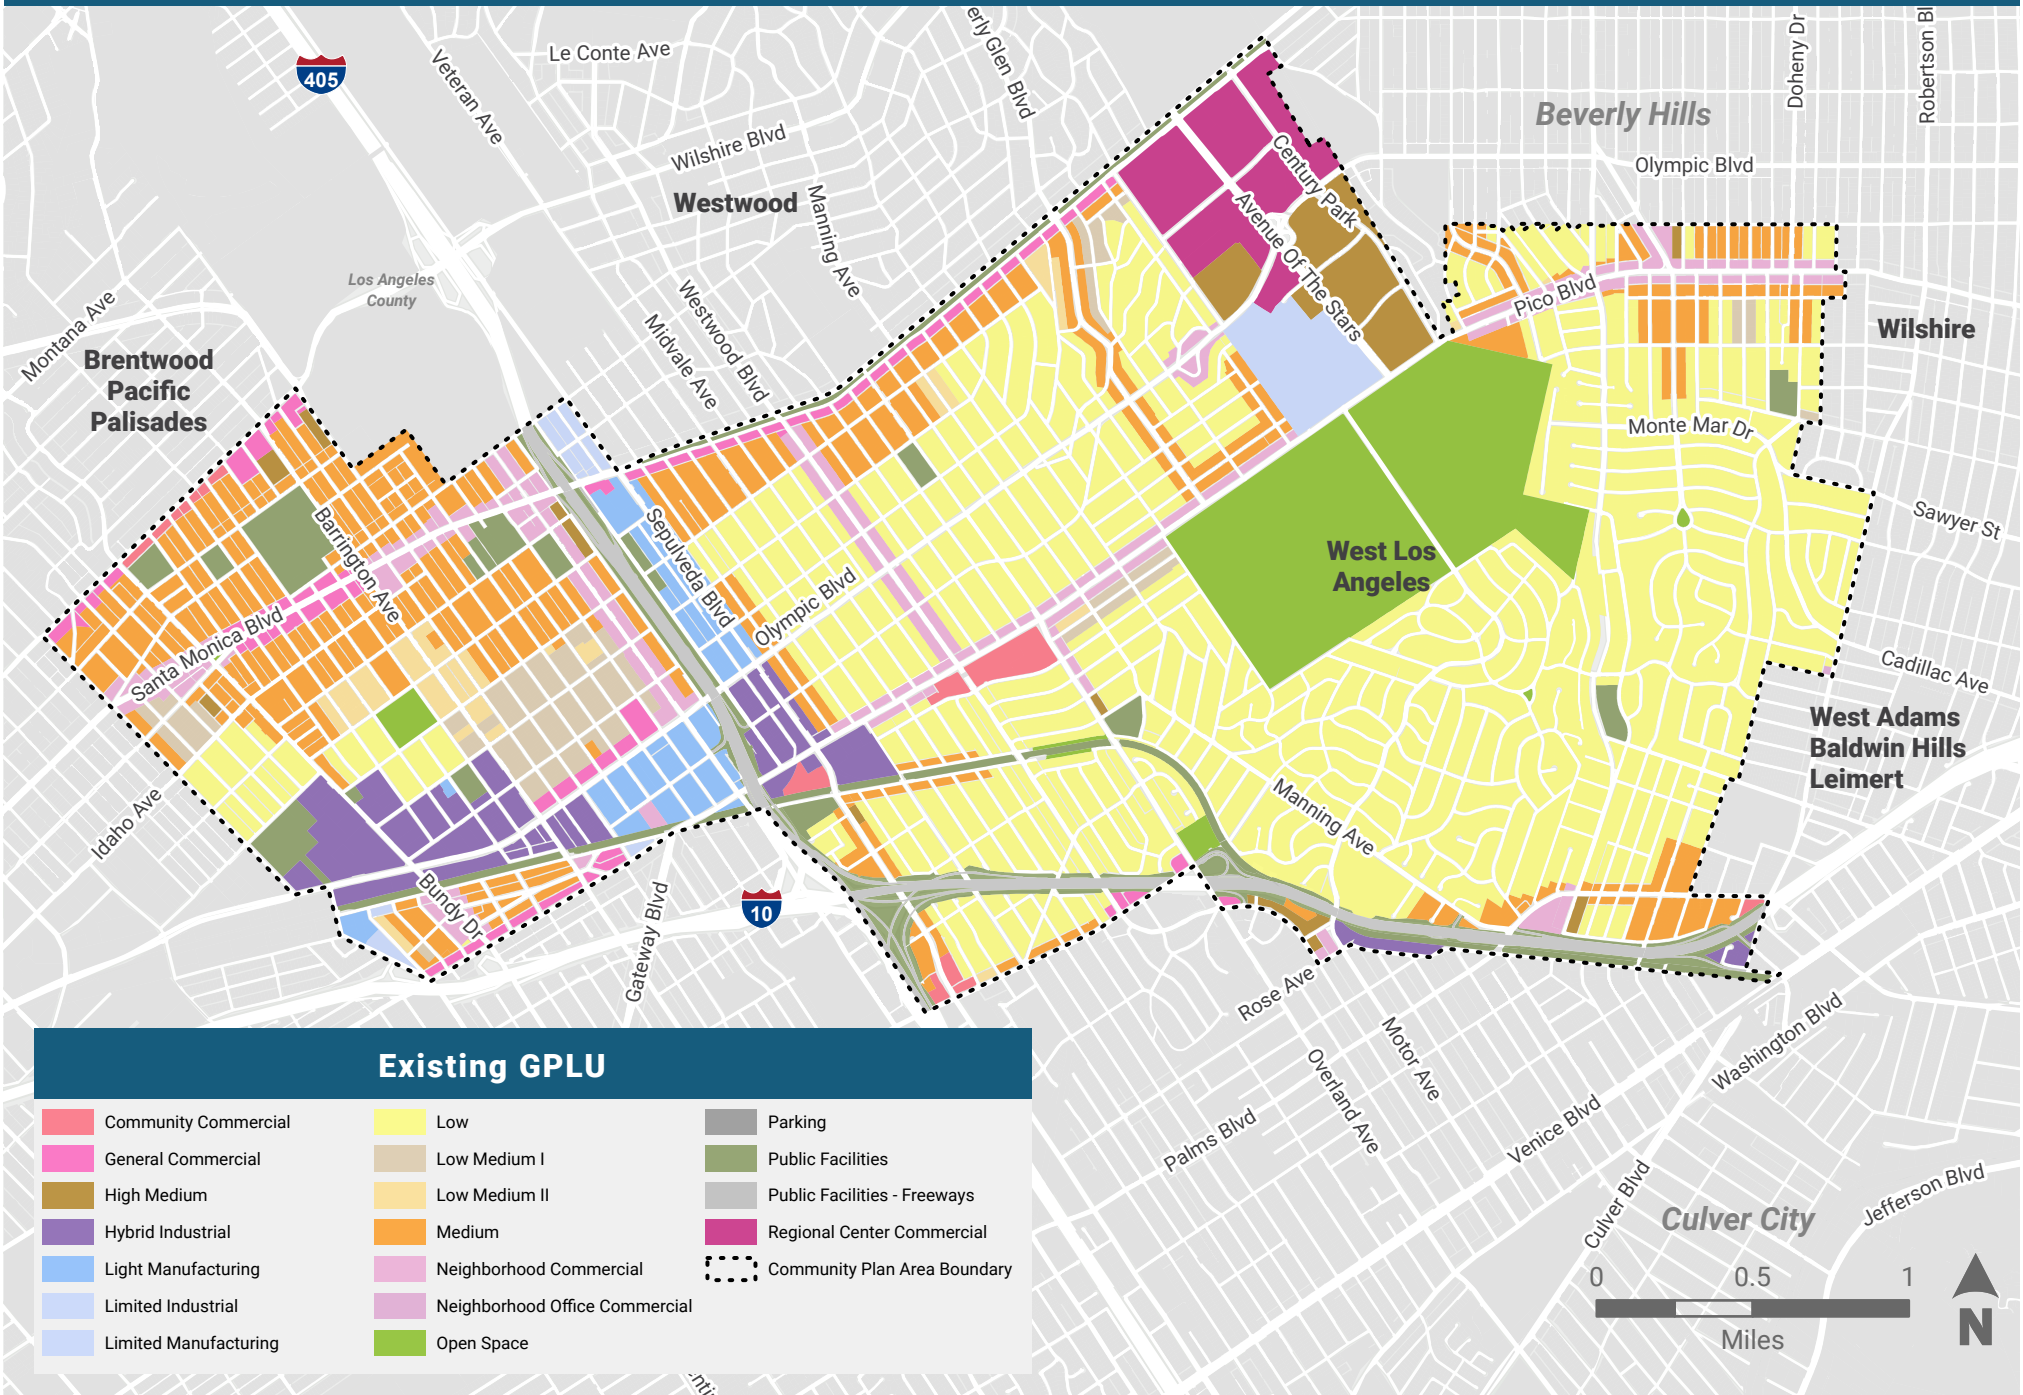 405
Le Conte Ave
Veteran Ave
erly Glen Blvd
Doheny Dr
Robertson Bl
Beverly Hills
Wilshire Blvd
Olympic Blvd
Century Park
Westwood
Manning Ave
Avenue Of The Stars
Los Angeles
County
Westwood Blvd
Midvale Ave
Pico Blvd
Montana Ave
Wilshire
Brentwood
Pacific
Palisades
Monte Mar Dr
Sawyer St
Barrington Ave
Sepulveda Blvd
West Los
Angeles
Olympic Blvd
Santa Monica Blvd
Cadillac Ave
West Adams
Baldwin Hills
Leimert
Idaho Ave
Manning Ave
Bundy Dr
10
Gateway Blvd
Rose Ave
Motor Ave
Washington Blvd
Overland Ave
Palms Blvd
Venice Blvd
Culver Blvd
Jefferson Blvd
Culver City
Existing GPLU
Community Commercial
General Commercial
High Medium
Hybrid Industrial
Light Manufacturing
Limited Industrial
Limited Manufacturing
Low
Low Medium I
Low Medium II
Medium
Neighborhood Commercial
Neighborhood Office Commercial
Open Space
Parking
Public Facilities
Public Facilities - Freeways
Regional Center Commercial
Community Plan Area Boundary
0 0.5 1
Miles
N